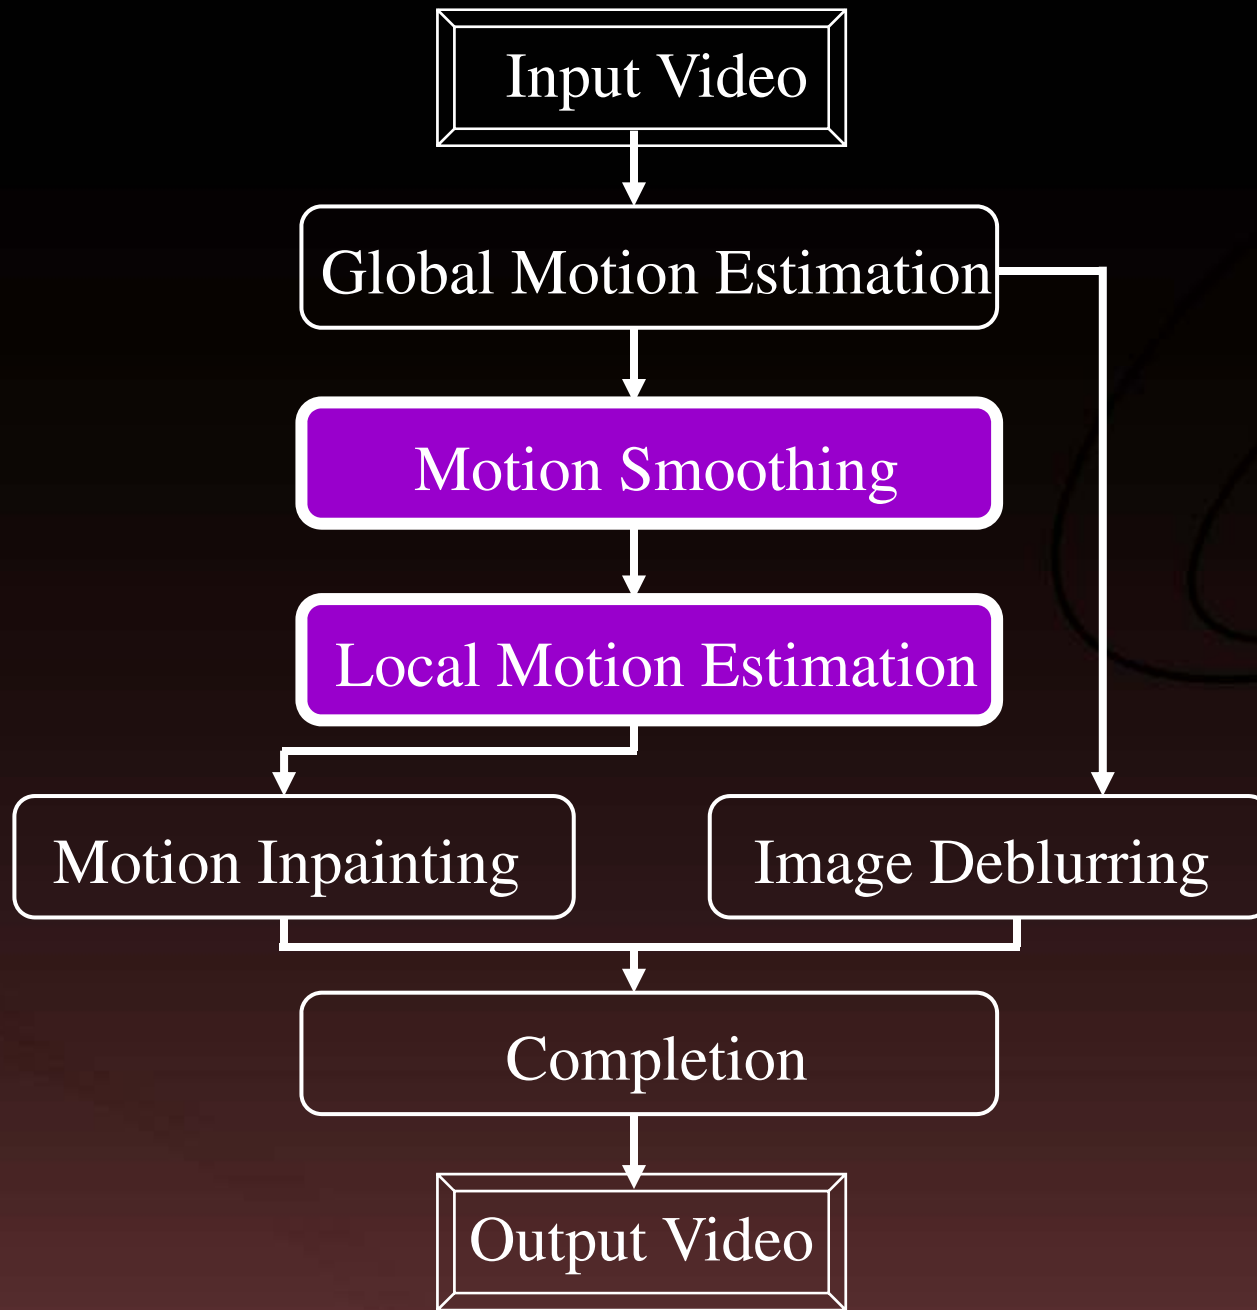 Input Video
Global Motion Estimation
Motion Smoothing
Local Motion Estimation
Motion Inpainting
Image Deblurring
Completion
Output Video